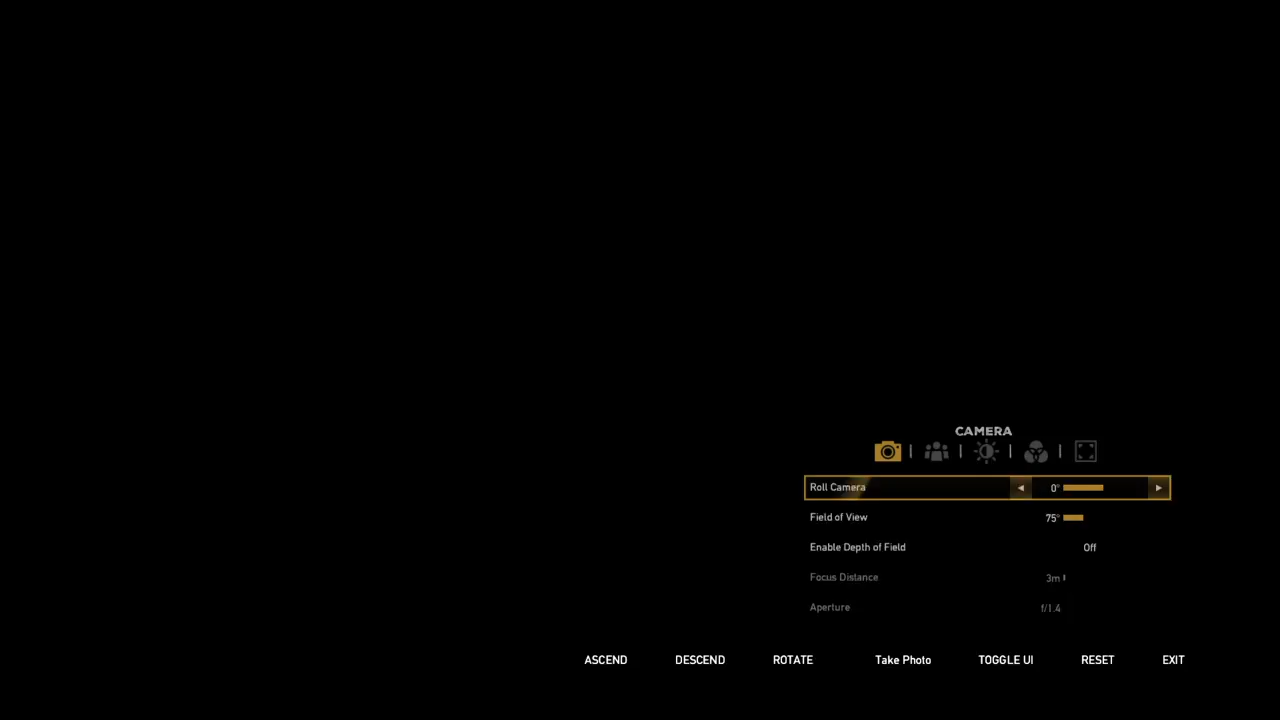 CAMERA
Roll Camera 0°
Field of View 75°
Enable Depth of Field Off
Focus Distance 3m
Aperture f/1.4
ASCEND DESCEND ROTATE Take Photo TOGGLE UI RESET EXIT